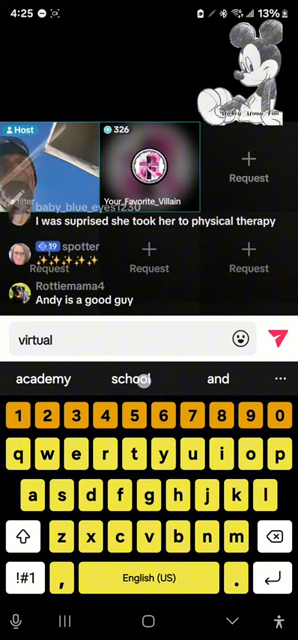 4:25
13%
Host
326
No filter
Your_Favorite_Villain
Request
baby_blue_eyes1230
I was suprised she took her to physical therapy
19 spotter
✨✨✨✨✨
Request
Request
Request
Rottiemama4
Andy is a good guy
virtual
academy
school
and
...
1 2 3 4 5 6 7 8 9 0
q w e r t y u i o p
a s d f g h j k l
z x c v b n m
!#1 , English (US) .